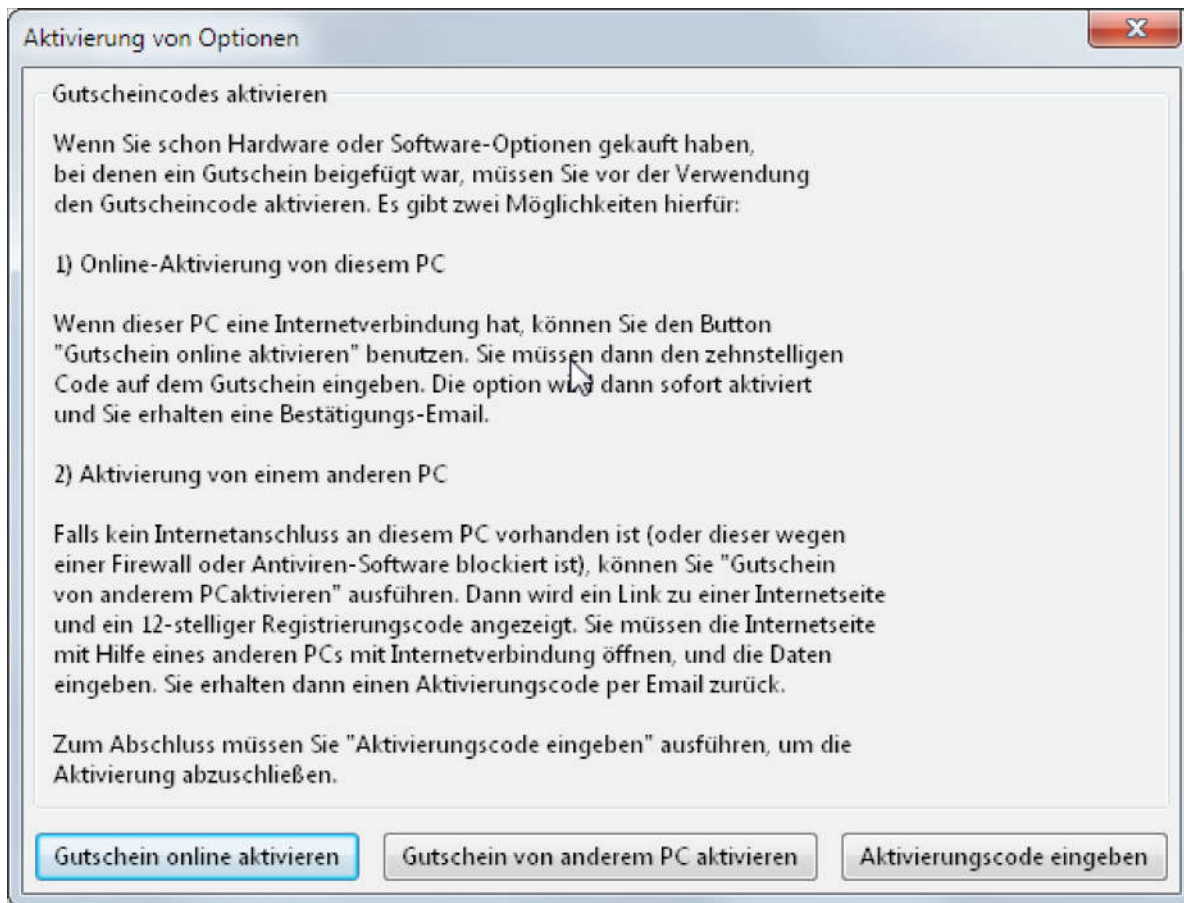 Aktivierung von Optionen
Gutscheincodes aktivieren
Wenn Sie schon Hardware oder Software-Optionen gekauft haben,
bei denen ein Gutschein beigefügt war, müssen Sie vor der Verwendung
den Gutscheincode aktivieren. Es gibt zwei Möglichkeiten hierfür:
1) Online-Aktivierung von diesem PC
Wenn dieser PC eine Internetverbindung hat, können Sie den Button
"Gutschein online aktivieren" benutzen. Sie müssen dann den zehnstelligen
Code auf dem Gutschein eingeben. Die option wird dann sofort aktiviert
und Sie erhalten eine Bestätigungs-Email.
2) Aktivierung von einem anderen PC
Falls kein Internetanschluss an diesem PC vorhanden ist (oder dieser wegen
einer Firewall oder Antiviren-Software blockiert ist), können Sie "Gutschein
von anderem PCaktivieren" ausführen. Dann wird ein Link zu einer Internetseite
und ein 12-stelliger Registrierungscode angezeigt. Sie müssen die Internetseite
mit Hilfe eines anderen PCs mit Internetverbindung öffnen, und die Daten
eingeben. Sie erhalten dann einen Aktivierungscode per Email zurück.
Zum Abschluss müssen Sie "Aktivierungscode eingeben" ausführen, um die
Aktivierung abzuschließen.
Gutschein online aktivieren
Gutschein von anderem PC aktivieren
Aktivierungscode eingeben